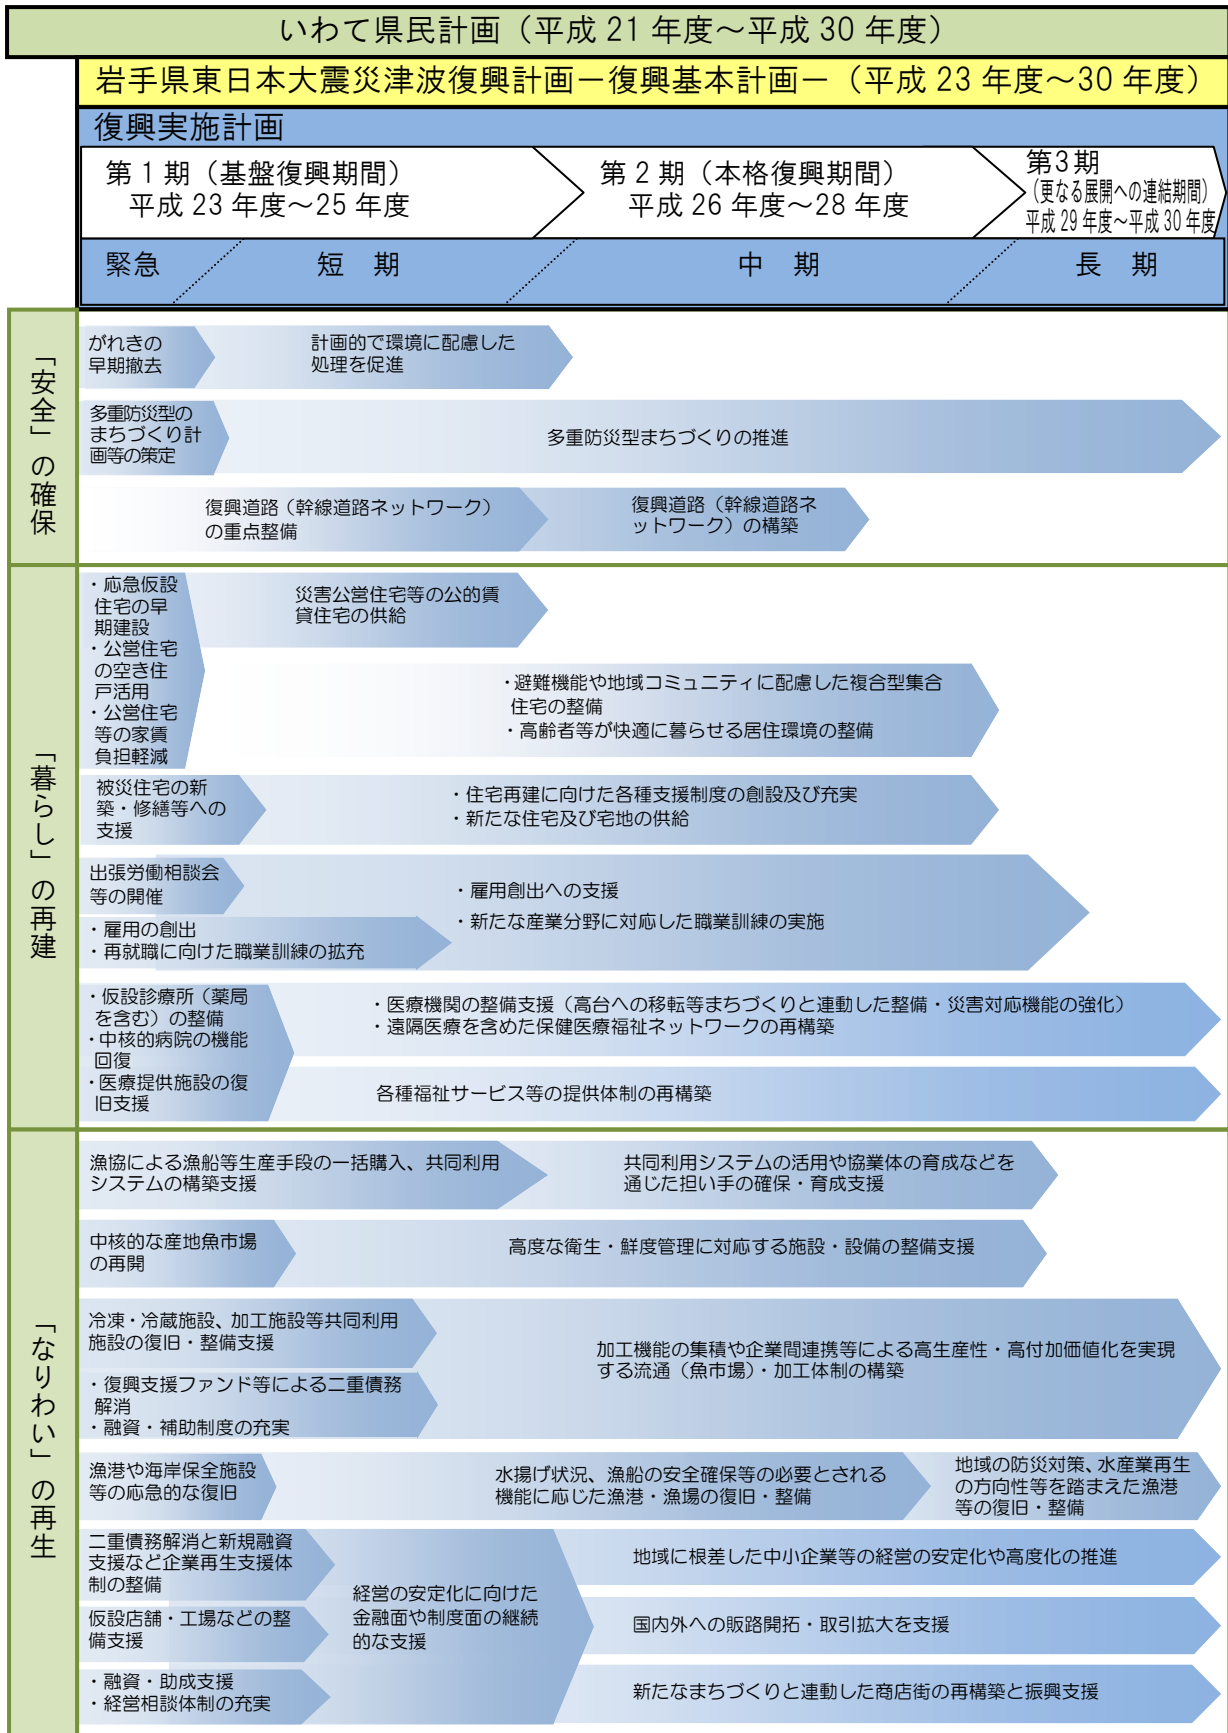 いわて県民計画（平成 21 年度～平成 30 年度）
岩手県東日本大震災津波復興計画－復興基本計画－（平成 23 年度～30 年度）
復興実施計画
第１期（基盤復興期間）
平成 23 年度～25 年度
第２期（本格復興期間）
平成 26 年度～28 年度
第３期
（更なる展開への連結期間）
平成 29 年度～平成 30 年度
緊急
短　期
中　期
長　期
「安全」の確保
がれきの
早期撤去
計画的で環境に配慮した
処理を促進
多重防災型の
まちづくり計
画等の策定
多重防災型まちづくりの推進
復興道路（幹線道路ネットワーク）
の重点整備
復興道路（幹線道路ネ
ットワーク）の構築
「暮らし」の再建
・応急仮設
住宅の早
期建設
・公営住宅
の空き住
戸活用
・公営住宅
等の家賃
負担軽減
災害公営住宅等の公的賃
貸住宅の供給
・避難機能や地域コミュニティに配慮した複合型集合
住宅の整備
・高齢者等が快適に暮らせる居住環境の整備
被災住宅の新
築・修繕等への
支援
・住宅再建に向けた各種支援制度の創設及び充実
・新たな住宅及び宅地の供給
出張労働相談会
等の開催
・雇用の創出
・再就職に向けた職業訓練の拡充
・雇用創出への支援
・新たな産業分野に対応した職業訓練の実施
・仮設診療所（薬局
を含む）の整備
・中核的病院の機能
回復
・医療提供施設の復
旧支援
・医療機関の整備支援（高台への移転等まちづくりと連動した整備・災害対応機能の強化）
・遠隔医療を含めた保健医療福祉ネットワークの再構築
各種福祉サービス等の提供体制の再構築
「なりわい」の再生
漁協による漁船等生産手段の一括購入、共同利用
システムの構築支援
共同利用システムの活用や協業体の育成などを
通じた担い手の確保・育成支援
中核的な産地魚市場
の再開
高度な衛生・鮮度管理に対応する施設・設備の整備支援
冷凍・冷蔵施設、加工施設等共同利用
施設の復旧・整備支援
・復興支援ファンド等による二重債務
解消
・融資・補助制度の充実
加工機能の集積や企業間連携等による高生産性・高付加価値化を実現
する流通（魚市場）・加工体制の構築
漁港や海岸保全施設
等の応急的な復旧
水揚げ状況、漁船の安全確保等の必要とされる
機能に応じた漁港・漁場の復旧・整備
地域の防災対策、水産業再生
の方向性等を踏まえた漁港
等の復旧・整備
二重債務解消と新規融資
支援など企業再生支援体
制の整備
仮設店舗・工場などの整
備支援
・融資・助成支援
・経営相談体制の充実
経営の安定化に向けた
金融面や制度面の継続
的な支援
地域に根差した中小企業等の経営の安定化や高度化の推進
国内外への販路開拓・取引拡大を支援
新たなまちづくりと連動した商店街の再構築と振興支援